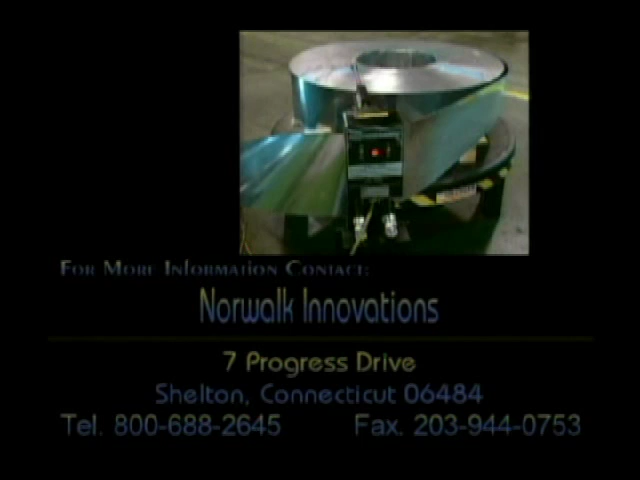 For More Information Contact:
Norwalk Innovations
7 Progress Drive
Shelton, Connecticut 06484
Tel. 800-688-2645 Fax. 203-944-0753